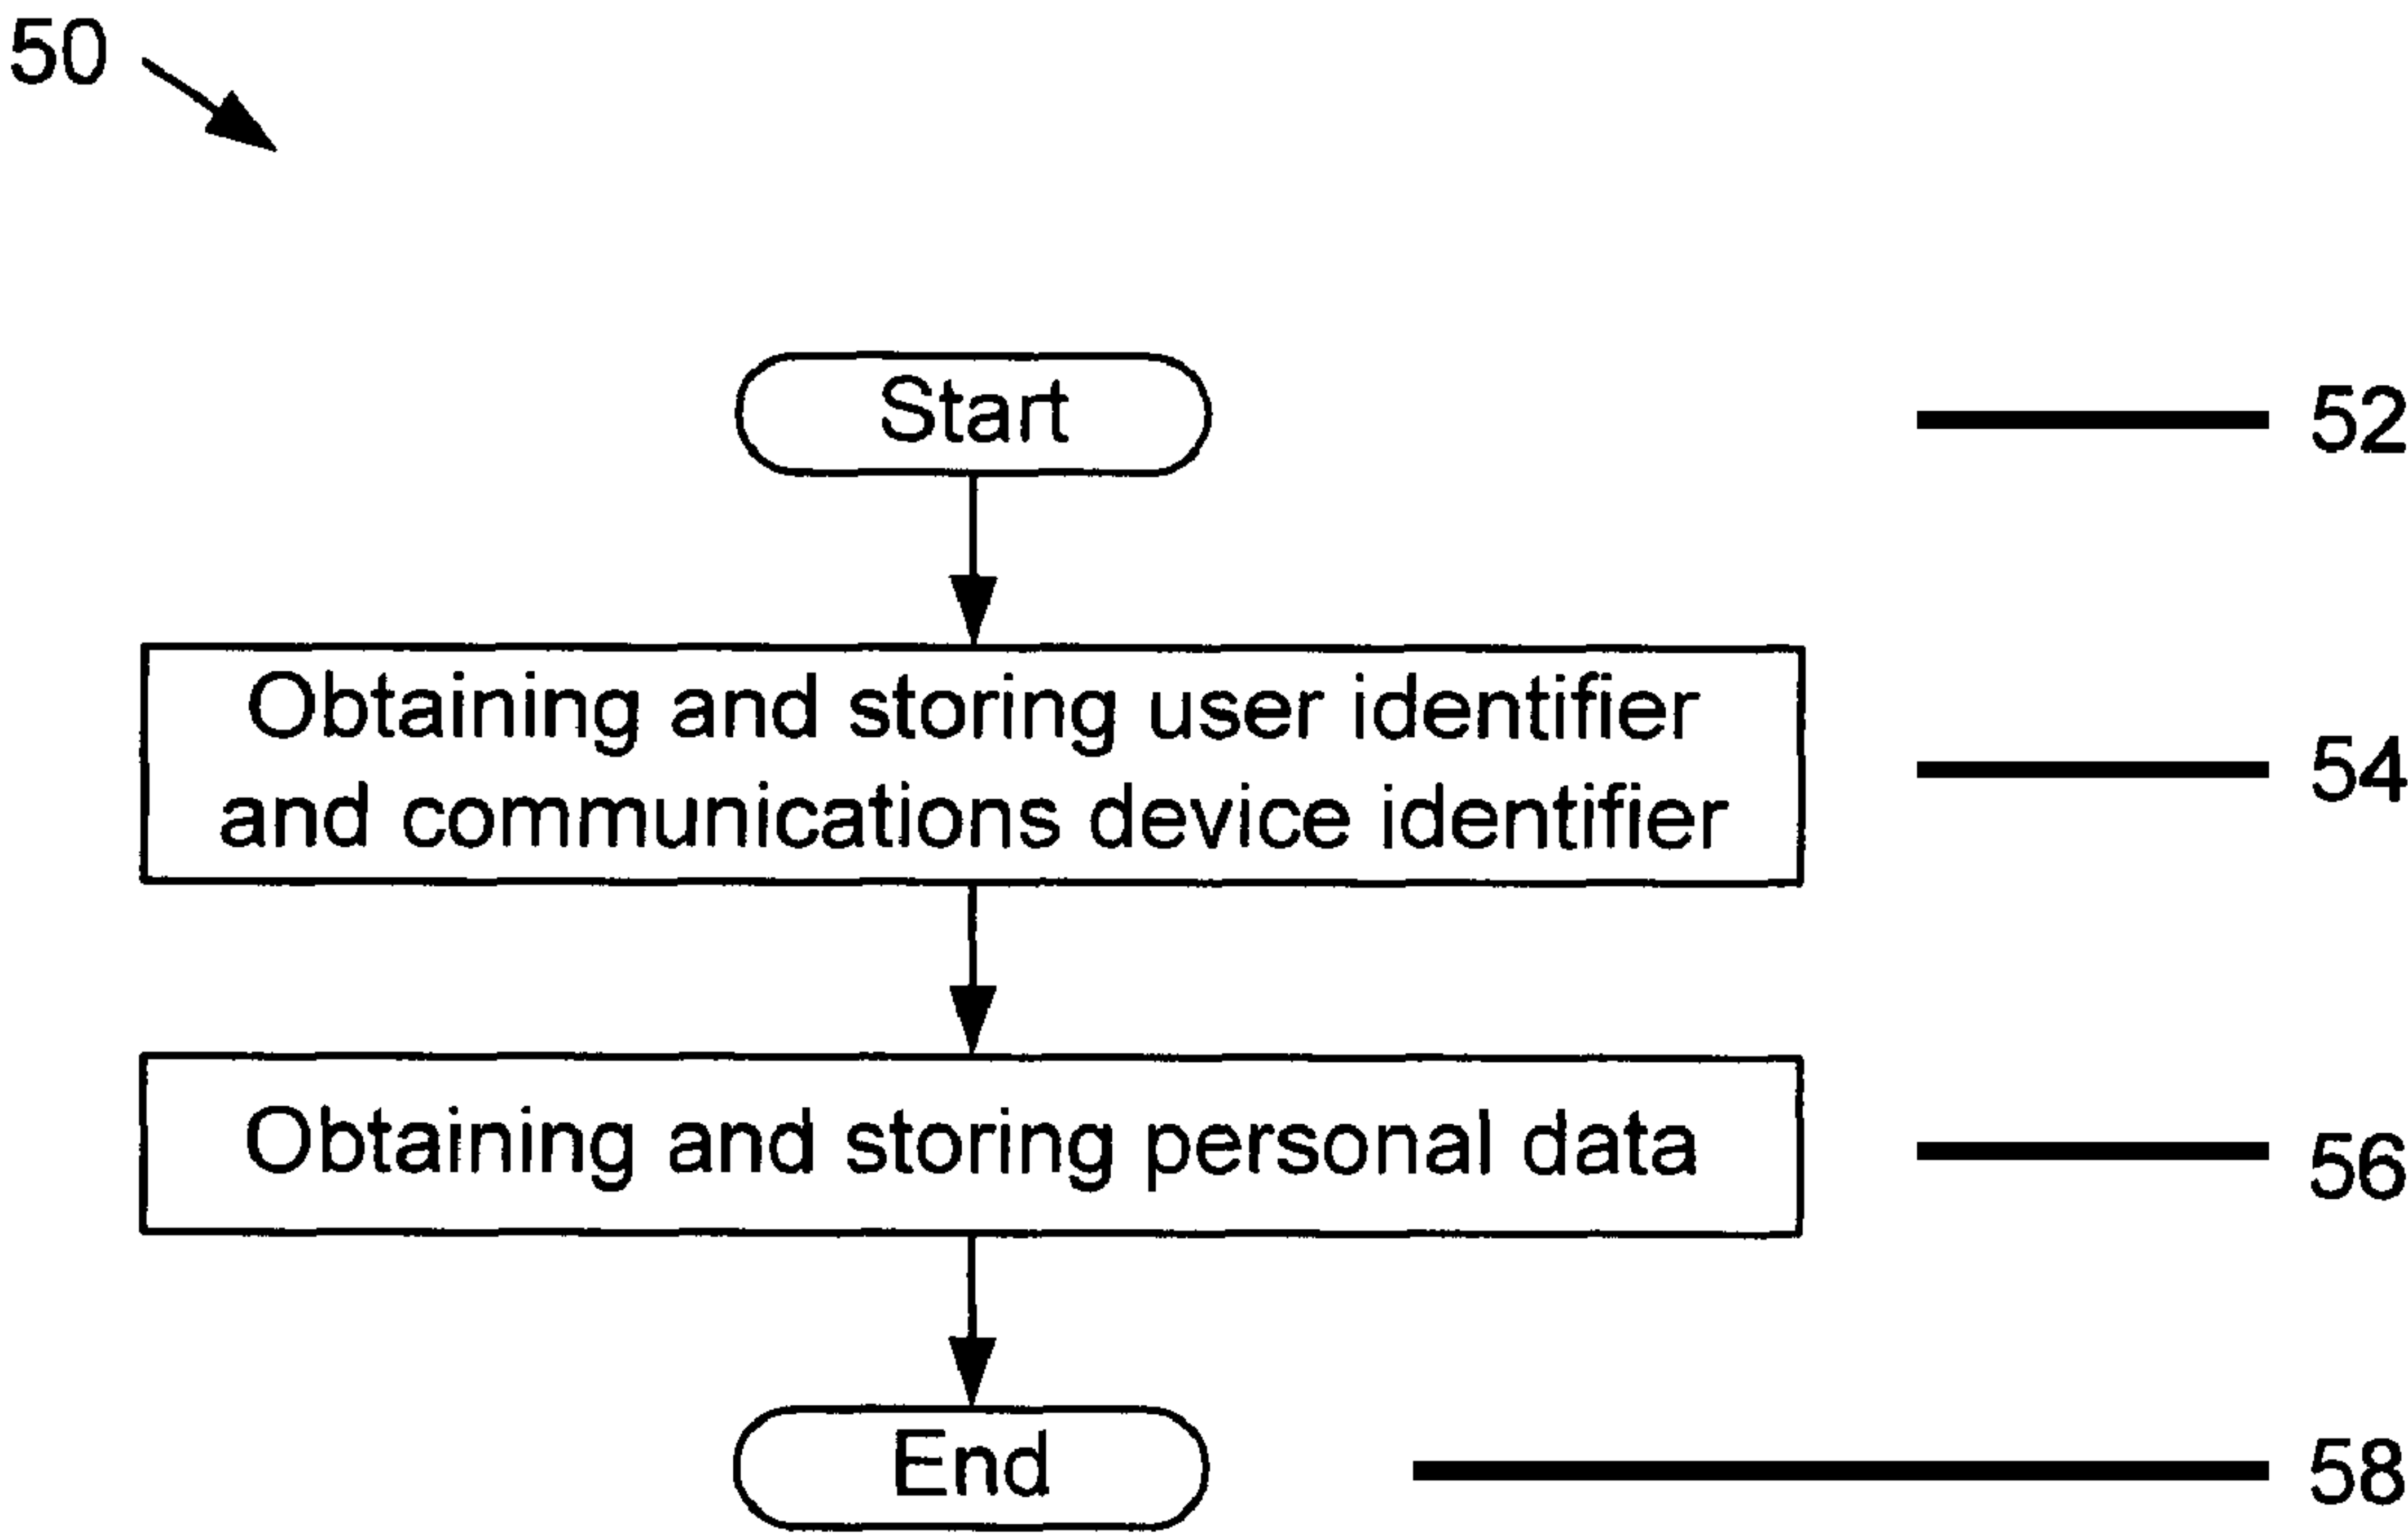 50
Start
52
Obtaining and storing user identifier
and communications device identifier
54
Obtaining and storing personal data
56
End
58